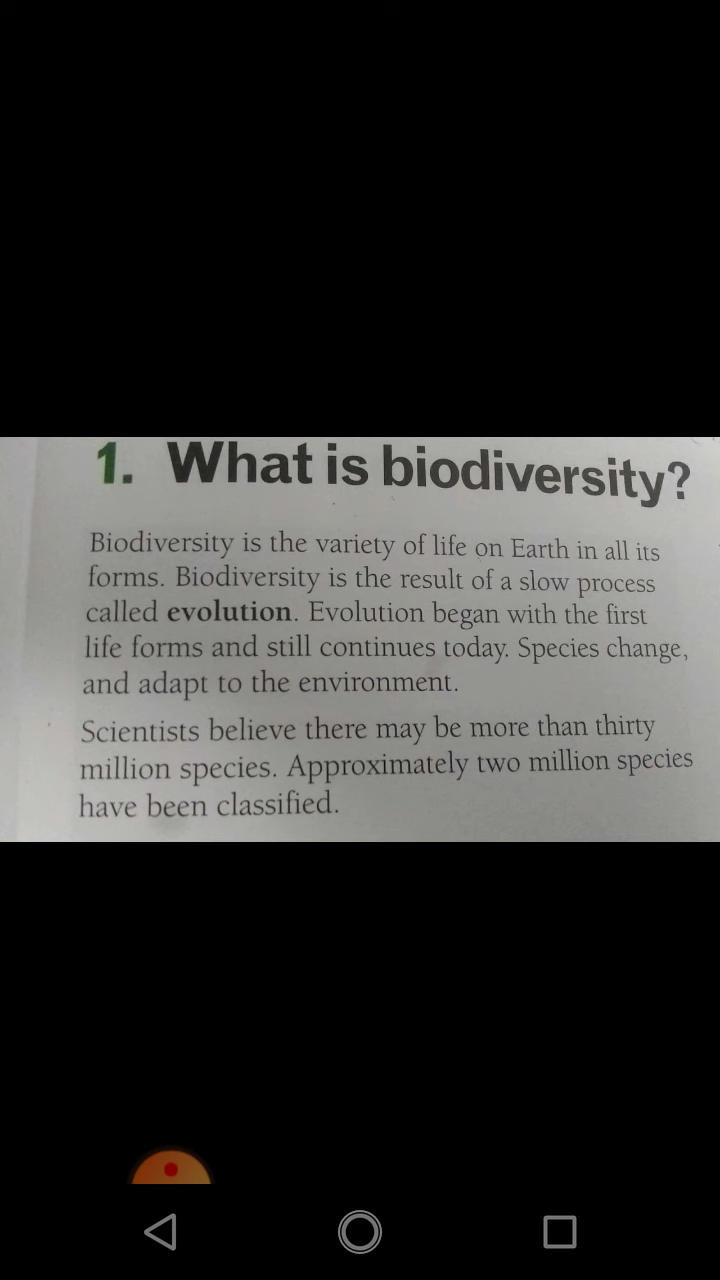 1. What is biodiversity?
Biodiversity is the variety of life on Earth in all its
forms. Biodiversity is the result of a slow process
called evolution. Evolution began with the first
life forms and still continues today. Species change,
and adapt to the environment.
Scientists believe there may be more than thirty
million species. Approximately two million species
have been classified.